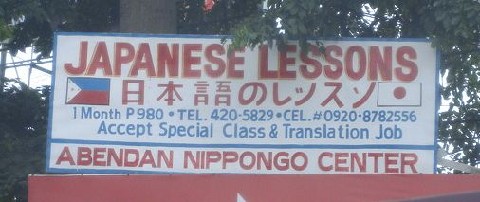 JAPANESE LESSONS
日本語のレッスソ
1 Month P980 • TEL. 420-5829 • CEL.# 0920-8782556
Accept Special Class & Translation Job
ABENDAN NIPPONGO CENTER